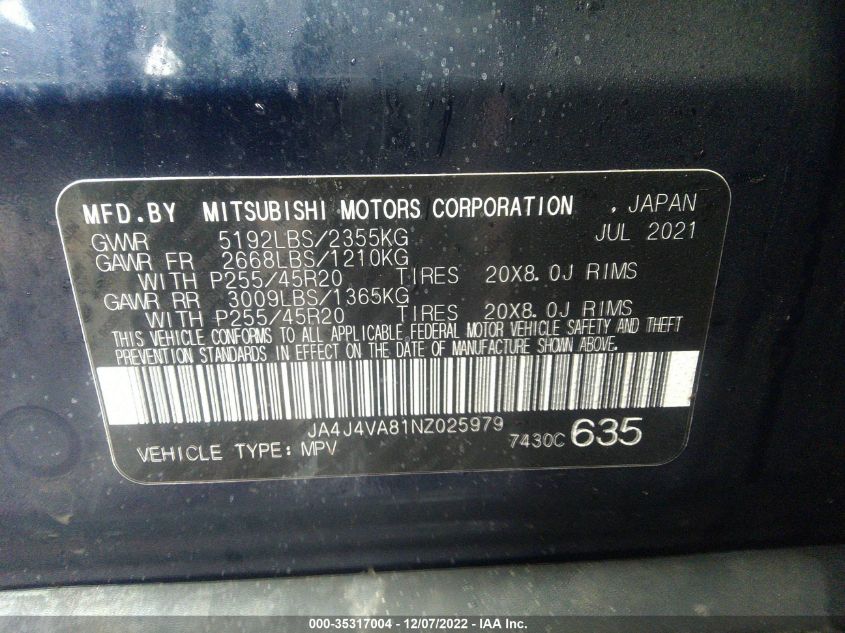 MFD.BY MITSUBISHI MOTORS CORPORATION , JAPAN
GVWR 5192LBS/2355KG JUL 2021
GAWR FR 2668LBS/1210KG
WITH P255/45R20 TIRES 20X8.0J RIMS
GAWR RR 3009LBS/1365KG
WITH P255/45R20 TIRES 20X8.0J RIMS
THIS VEHICLE CONFORMS TO ALL APPLICABLE FEDERAL MOTOR VEHICLE SAFETY AND THEFT
PREVENTION STANDARDS IN EFFECT ON THE DATE OF MANUFACTURE SHOWN ABOVE.
JA4J4VA81NZ025979
VEHICLE TYPE: MPV 7430C 635
000-35317004 - 12/07/2022 - IAA Inc.